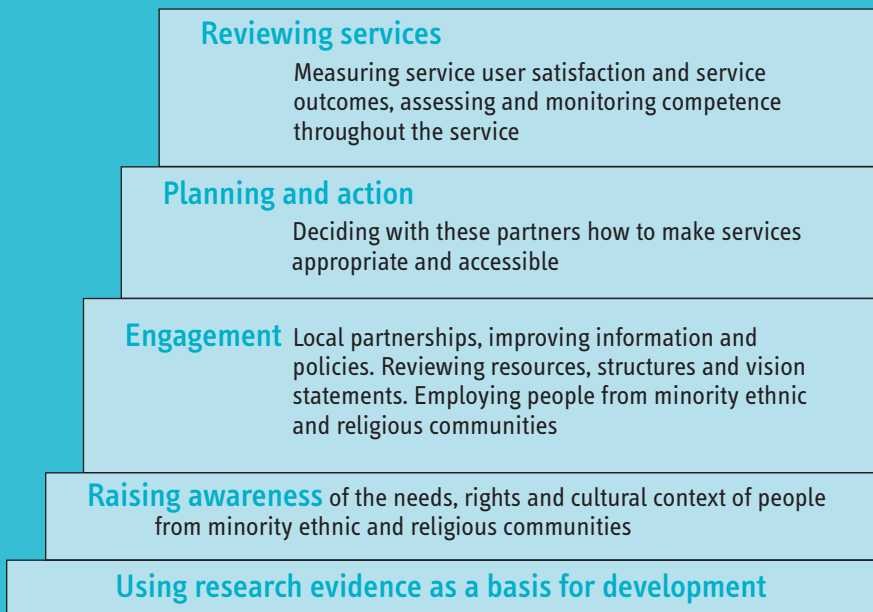 Reviewing services
Measuring service user satisfaction and service
outcomes, assessing and monitoring competence
throughout the service
Planning and action
Deciding with these partners how to make services
appropriate and accessible
Engagement Local partnerships, improving information and
policies. Reviewing resources, structures and vision
statements. Employing people from minority ethnic
and religious communities
Raising awareness of the needs, rights and cultural context of people
from minority ethnic and religious communities
Using research evidence as a basis for development